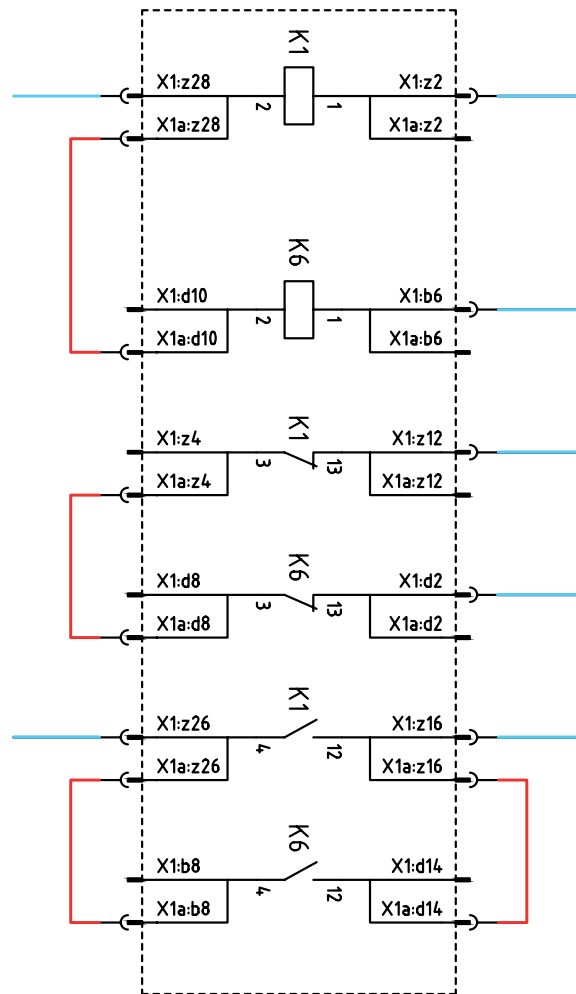 K1
X1:z28 X1:z2
2 1
X1a:z28 X1a:z2
K6
X1:d10 X1:b6
2 1
X1a:d10 X1a:b6
K1
X1:z4 X1:z12
3 13
X1a:z4 X1a:z12
K6
X1:d8 X1:d2
3 13
X1a:d8 X1a:d2
K1
X1:z26 X1:z16
4 12
X1a:z26 X1a:z16
K6
X1:b8 X1:d14
4 12
X1a:b8 X1a:d14